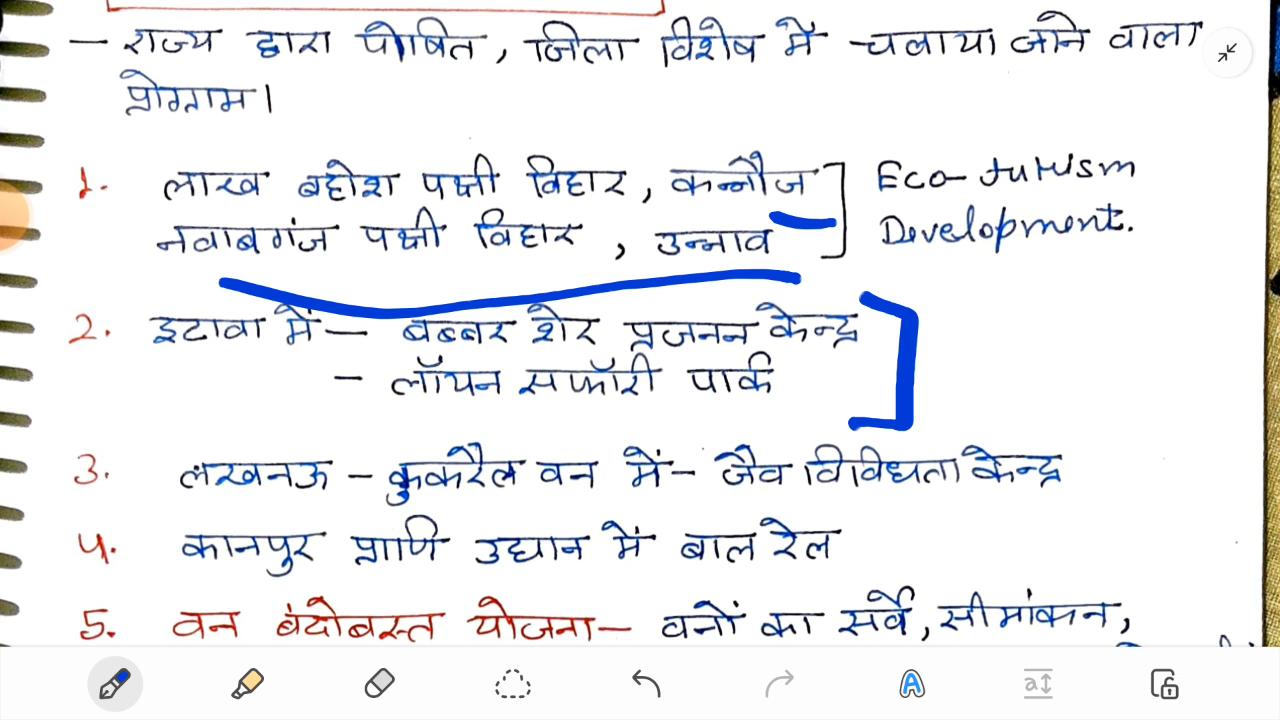 – राज्य द्वारा पोषित, जिला विशेष में चलाया जाने वाला
प्रोग्राम।
1. लाख बहोश पक्षी विहार, कन्नौज
नवाबगंज पक्षी विहार, उन्नाव
Eco-turism
Development.
2. इटावा में – बब्बर शेर प्रजनन केन्द्र
– लॉयन सफॉरी पार्क
3. लखनऊ – कुकरैल वन में – जैव विविधता केन्द्र
4. कानपुर प्राणि उद्यान में बाल रेल
5. वन बंदोबस्त योजना – वनों का सर्वे, सीमांकन,
A
a